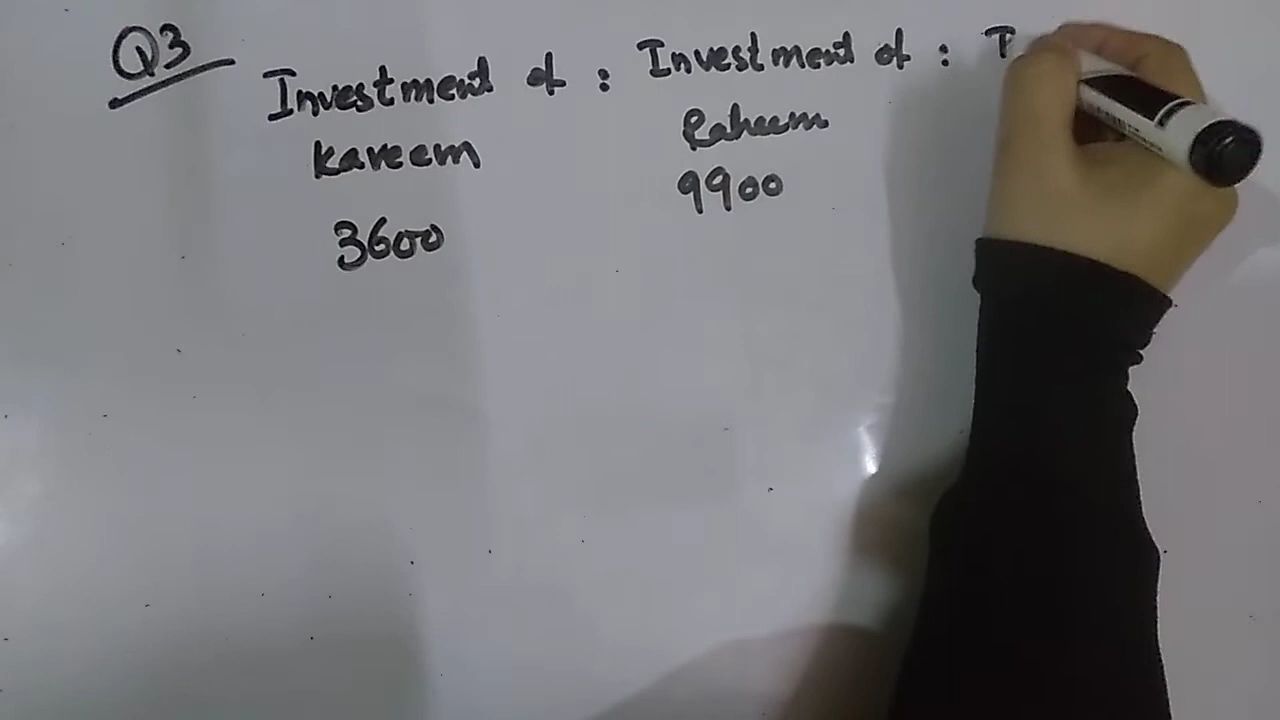 Q3
Investment of : Investment of : T
Kareem Raheem
3600 9900